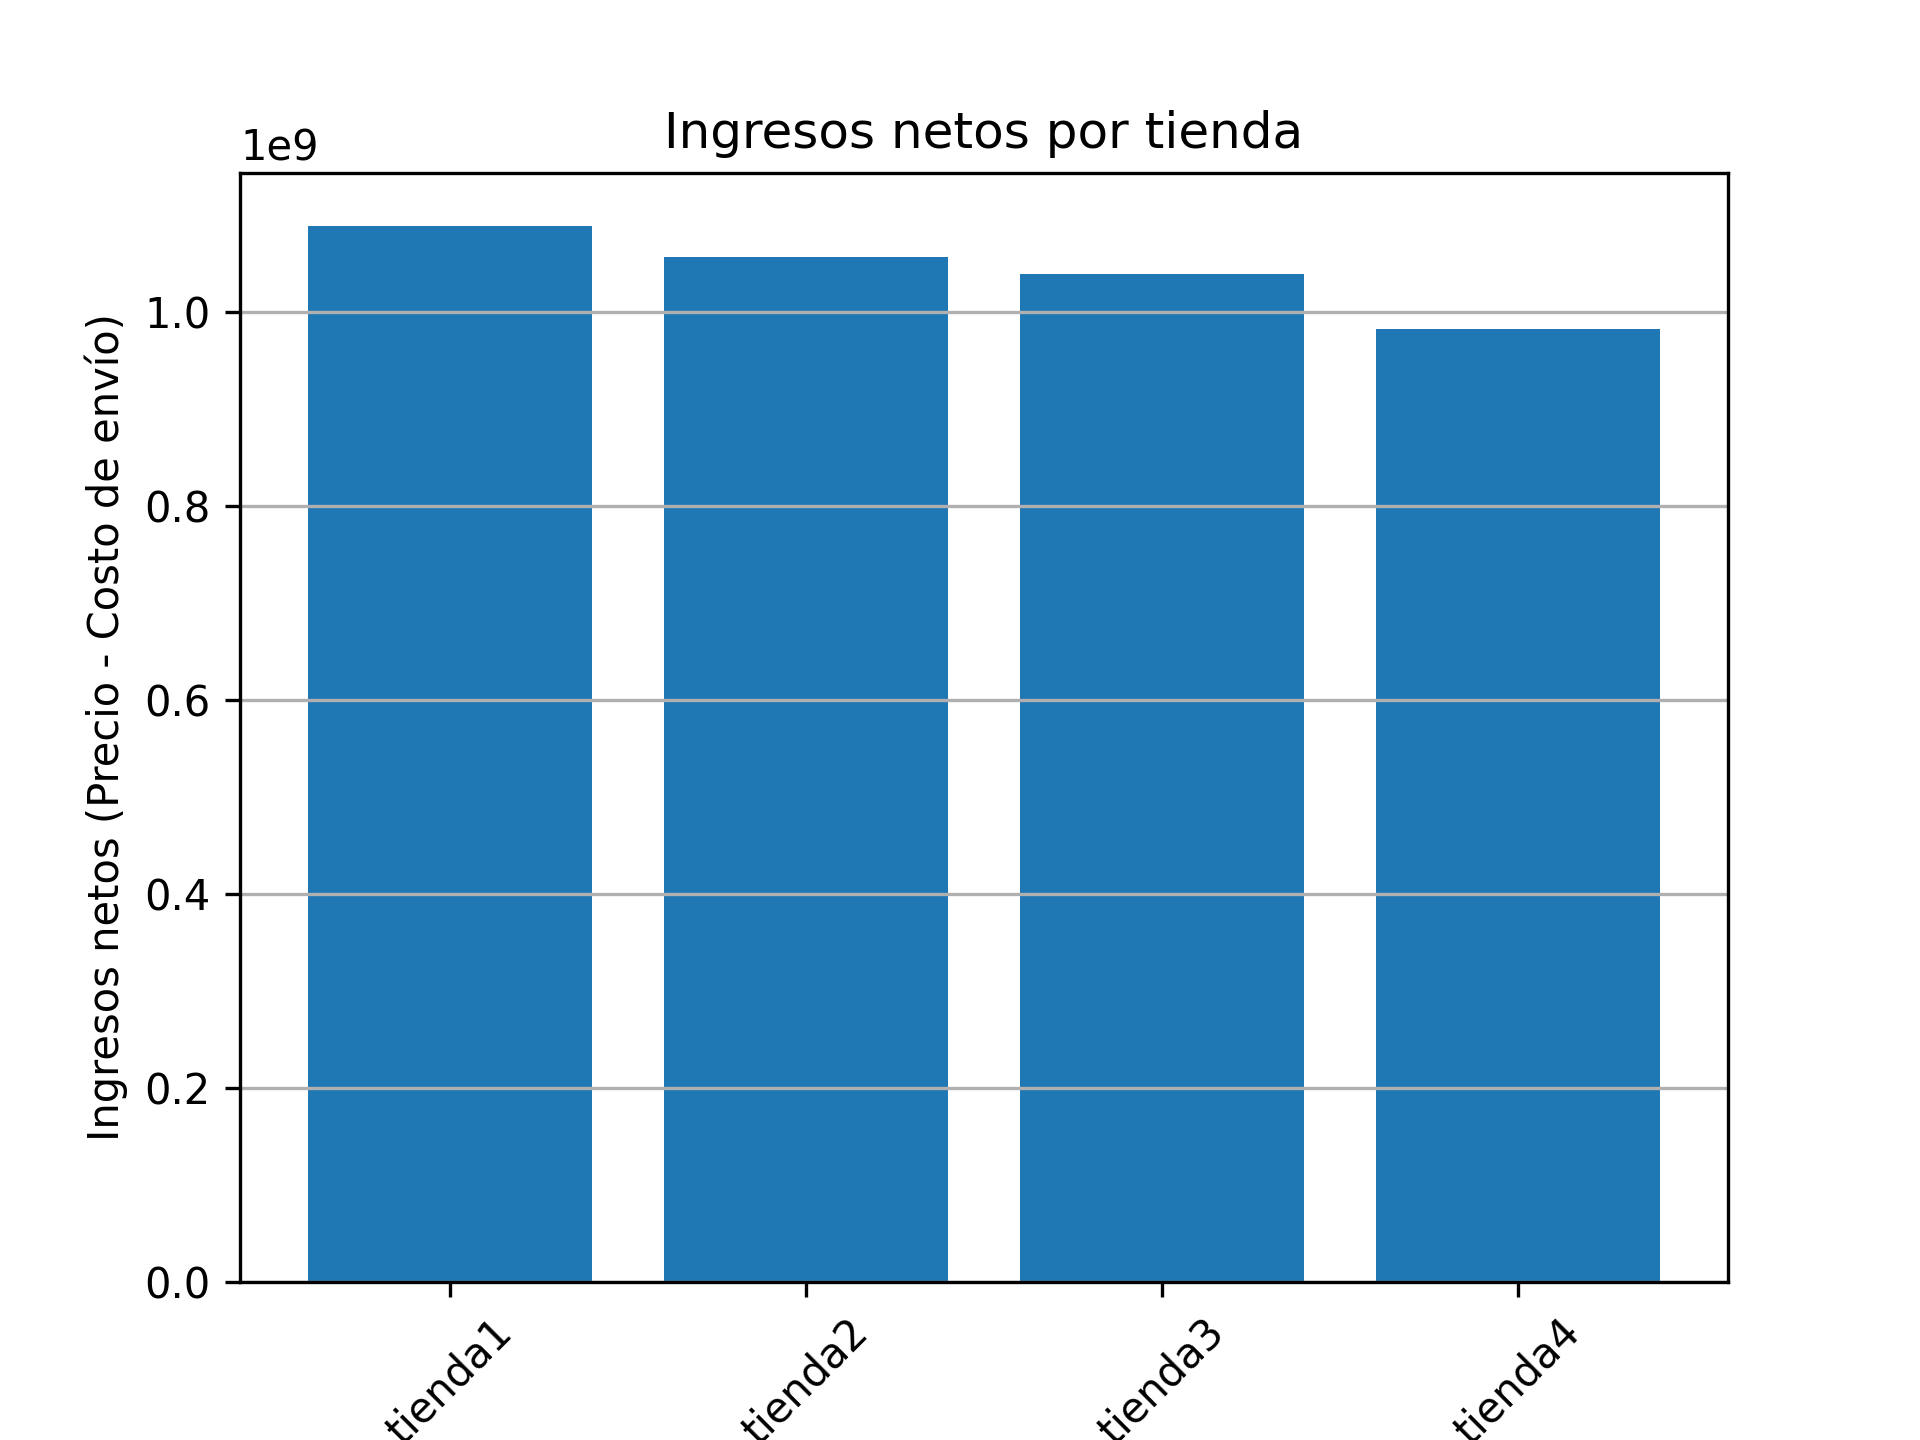 Ingresos netos por tienda
1e9
Ingresos netos (Precio - Costo de envío)
1.0
0.8
0.6
0.4
0.2
0.0
tienda1
tienda2
tienda3
tienda4